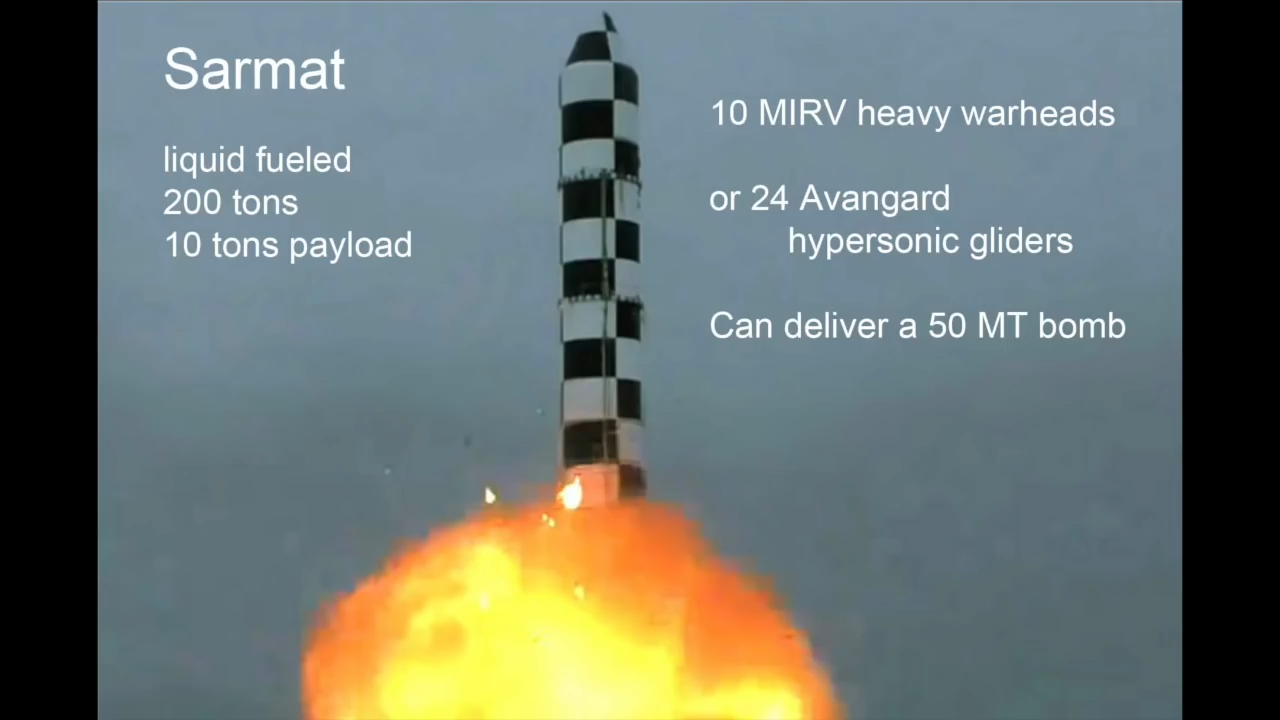 Sarmat
liquid fueled
200 tons
10 tons payload
10 MIRV heavy warheads
or 24 Avangard
hypersonic gliders
Can deliver a 50 MT bomb